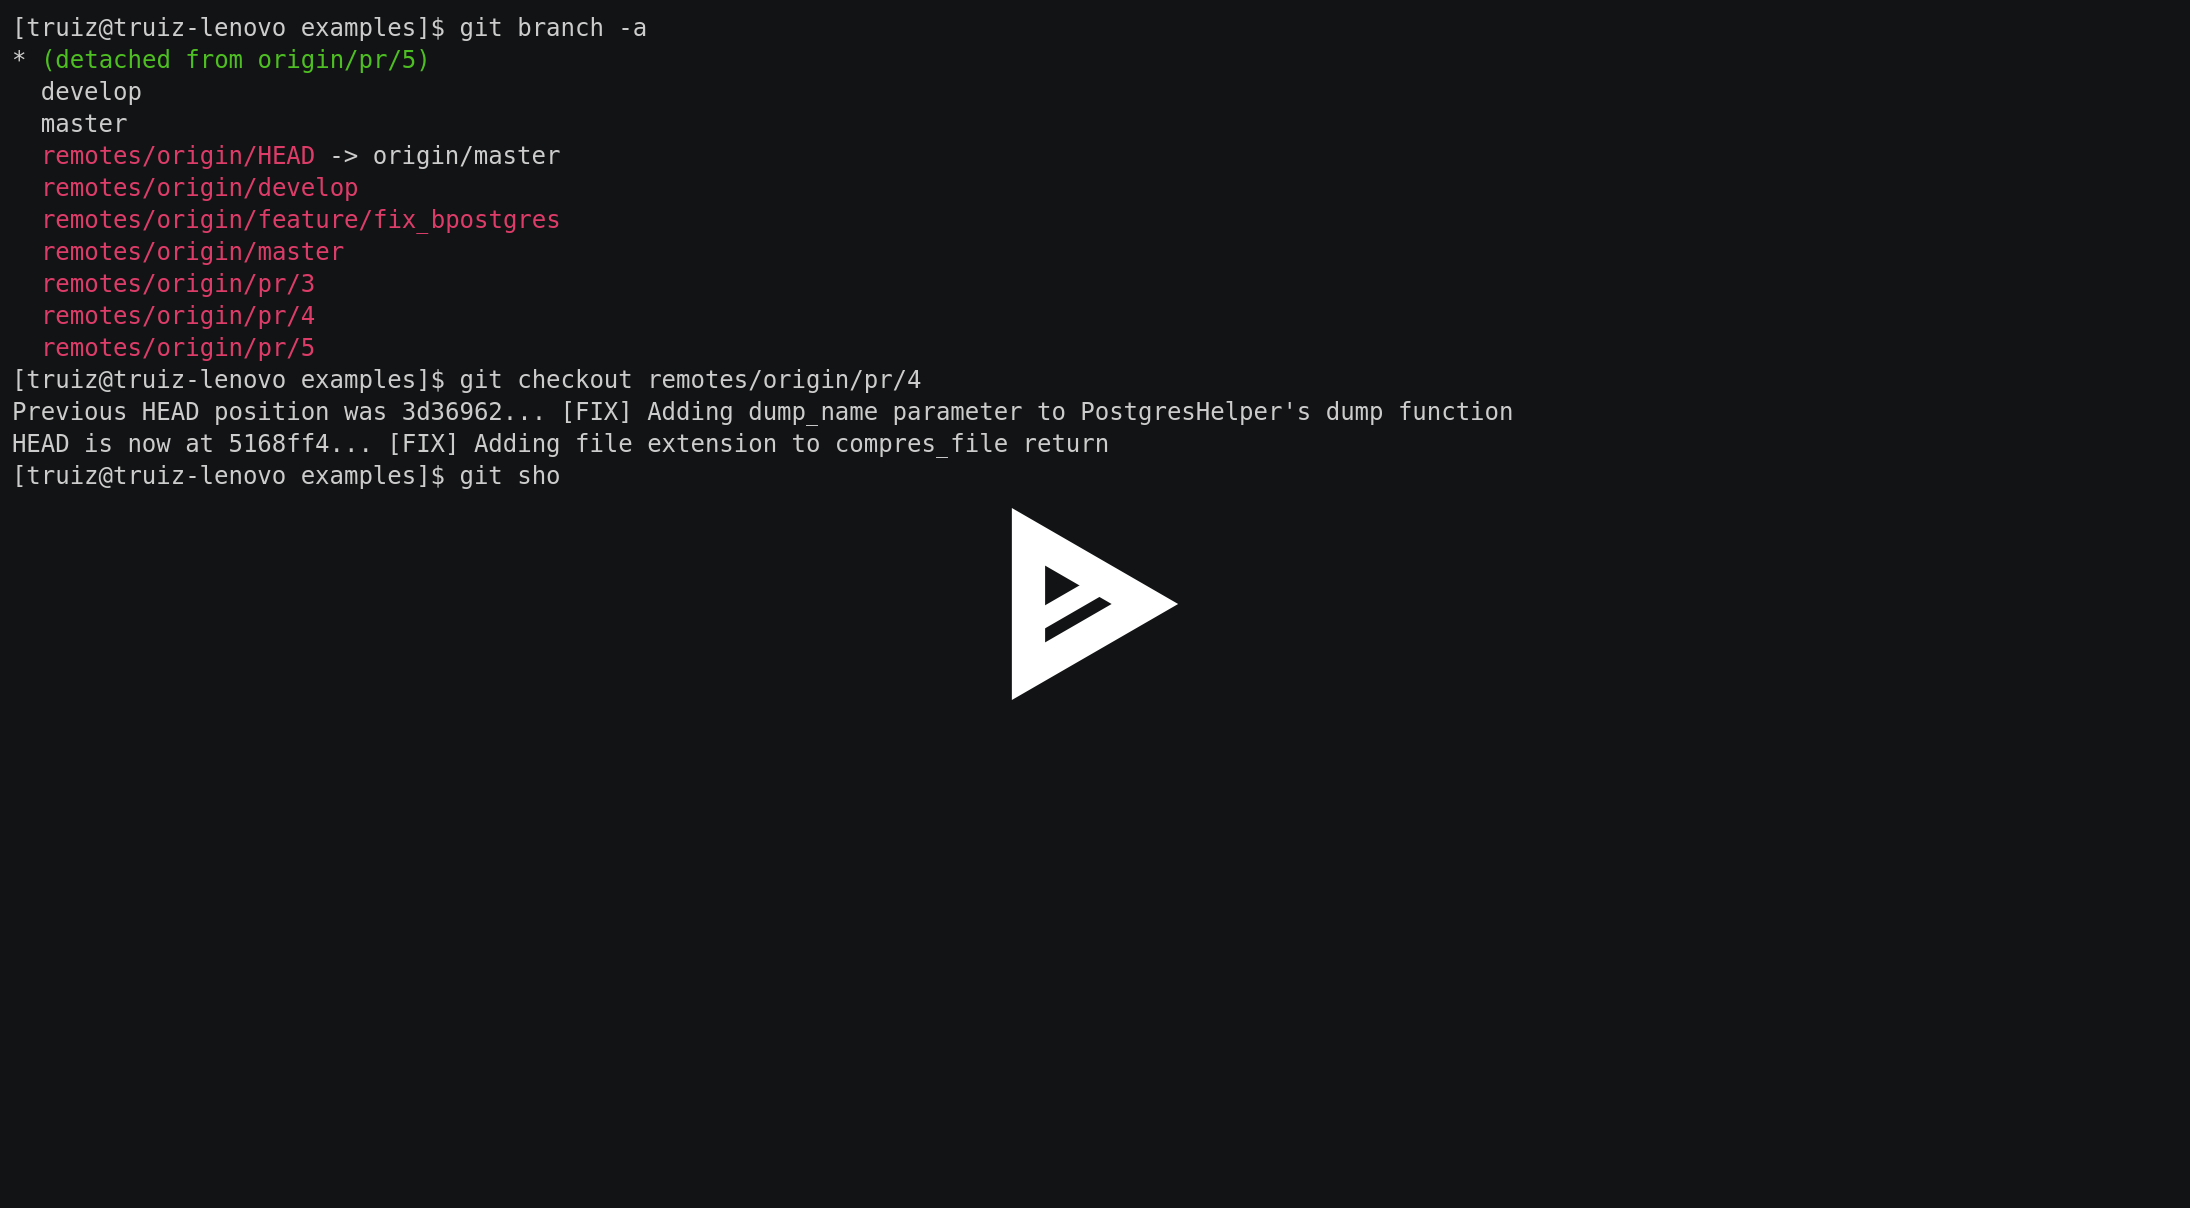 [truiz@truiz-lenovo examples]$ git branch -a
* (detached from origin/pr/5)
  develop
  master
  remotes/origin/HEAD -> origin/master
  remotes/origin/develop
  remotes/origin/feature/fix_bpostgres
  remotes/origin/master
  remotes/origin/pr/3
  remotes/origin/pr/4
  remotes/origin/pr/5
[truiz@truiz-lenovo examples]$ git checkout remotes/origin/pr/4
Previous HEAD position was 3d36962... [FIX] Adding dump_name parameter to PostgresHelper's dump function
HEAD is now at 5168ff4... [FIX] Adding file extension to compres_file return
[truiz@truiz-lenovo examples]$ git sho